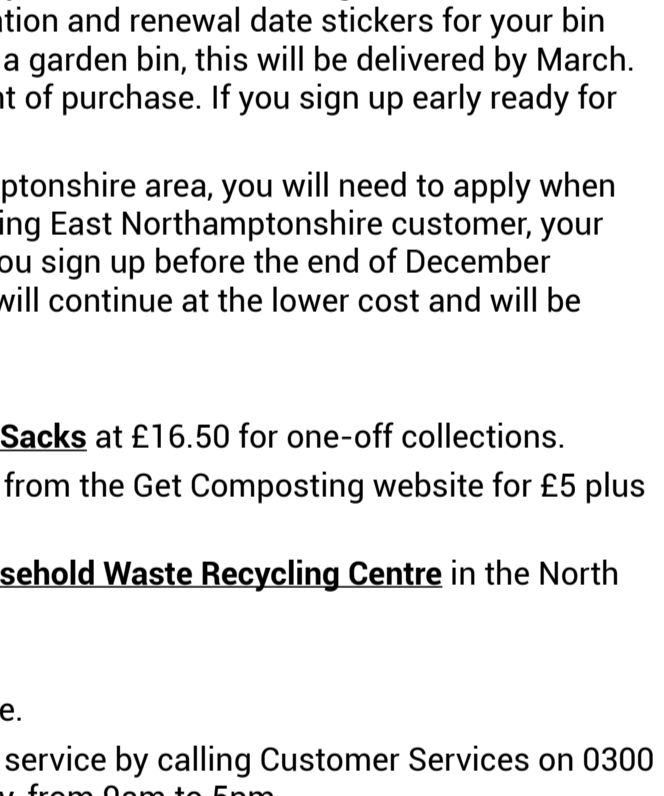 and renewal date stickers for your bin
a garden bin, this will be delivered by March.
of purchase. If you sign up early ready for
ptonshire area, you will need to apply when
ing East Northamptonshire customer, your
ou sign up before the end of December
will continue at the lower cost and will be
Sacks at £16.50 for one-off collections.
from the Get Composting website for £5 plus
sehold Waste Recycling Centre in the North
e.
service by calling Customer Services on 0300
from 9am to 5pm